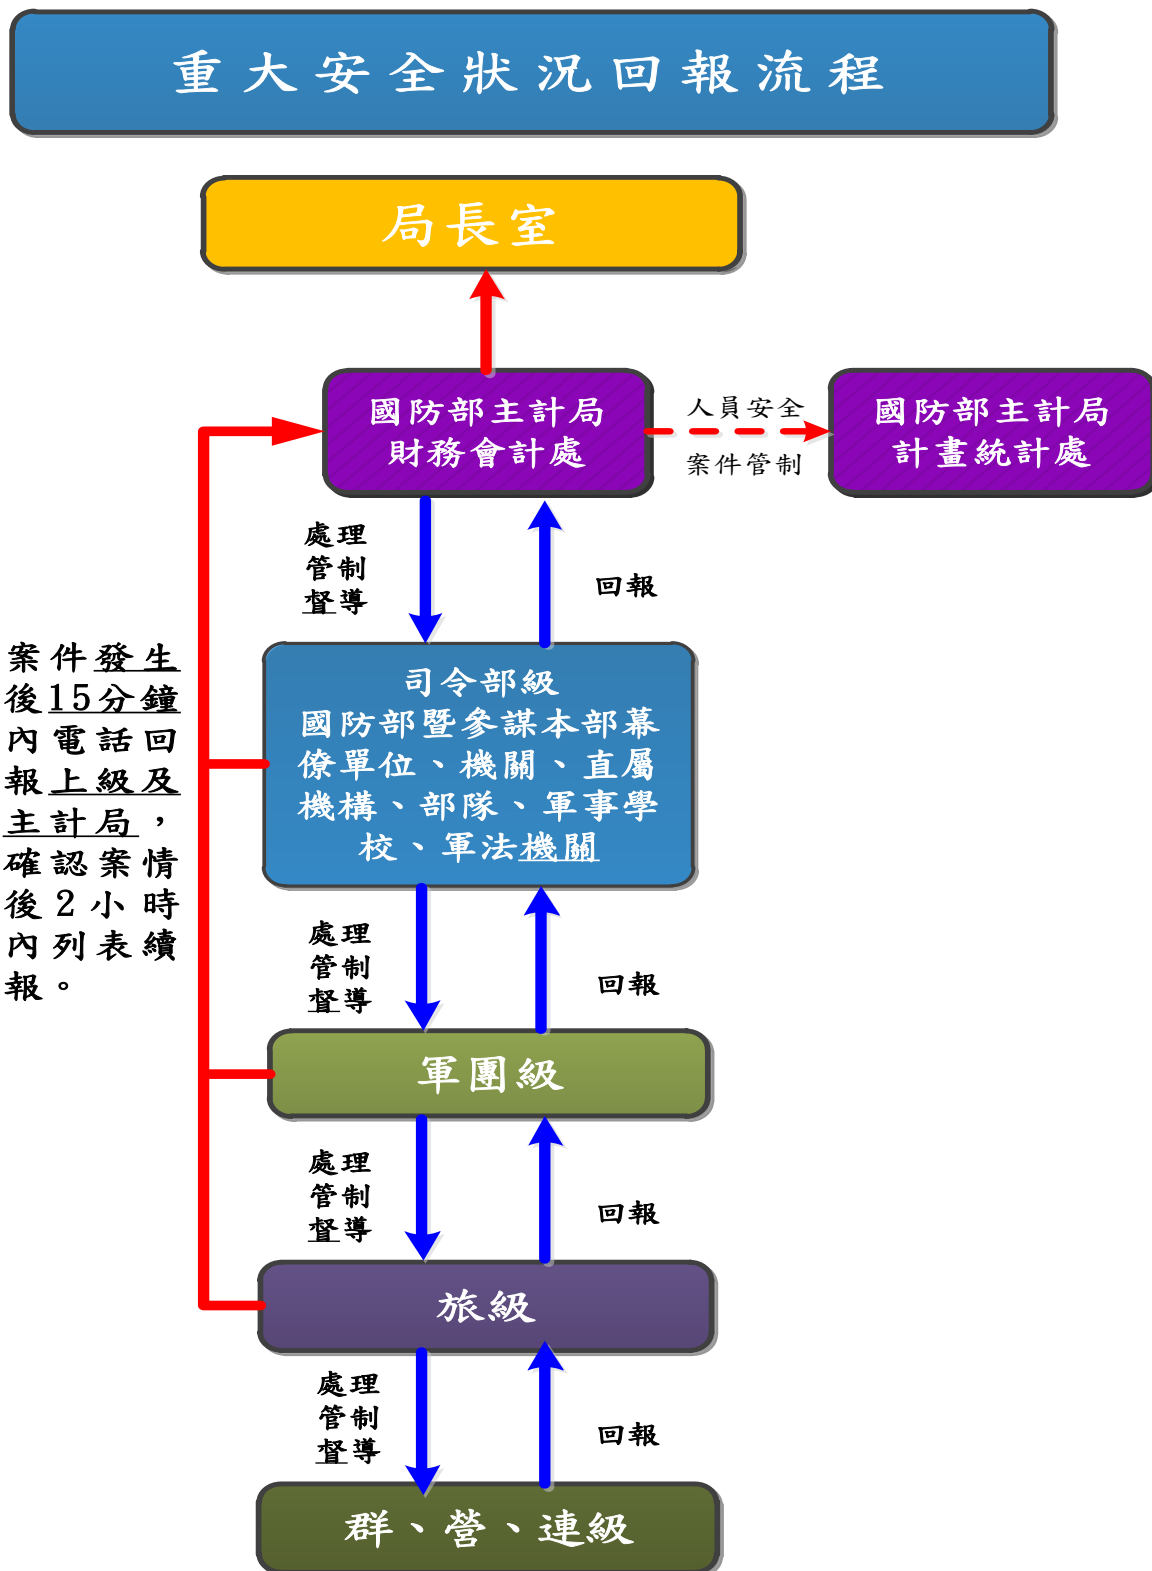 重大安全狀況回報流程
局長室
國防部主計局
財務會計處
人員安全
案件管制
國防部主計局
計畫統計處
處理
管制
督導
回報
案件發生
後15分鐘
內電話回
報上級及
主計局，
確認案情
後2小時
內列表續
報。
司令部級
國防部暨參謀本部幕
僚單位、機關、直屬
機構、部隊、軍事學
校、軍法機關
處理
管制
督導
回報
軍團級
處理
管制
督導
回報
旅級
處理
管制
督導
回報
群、營、連級